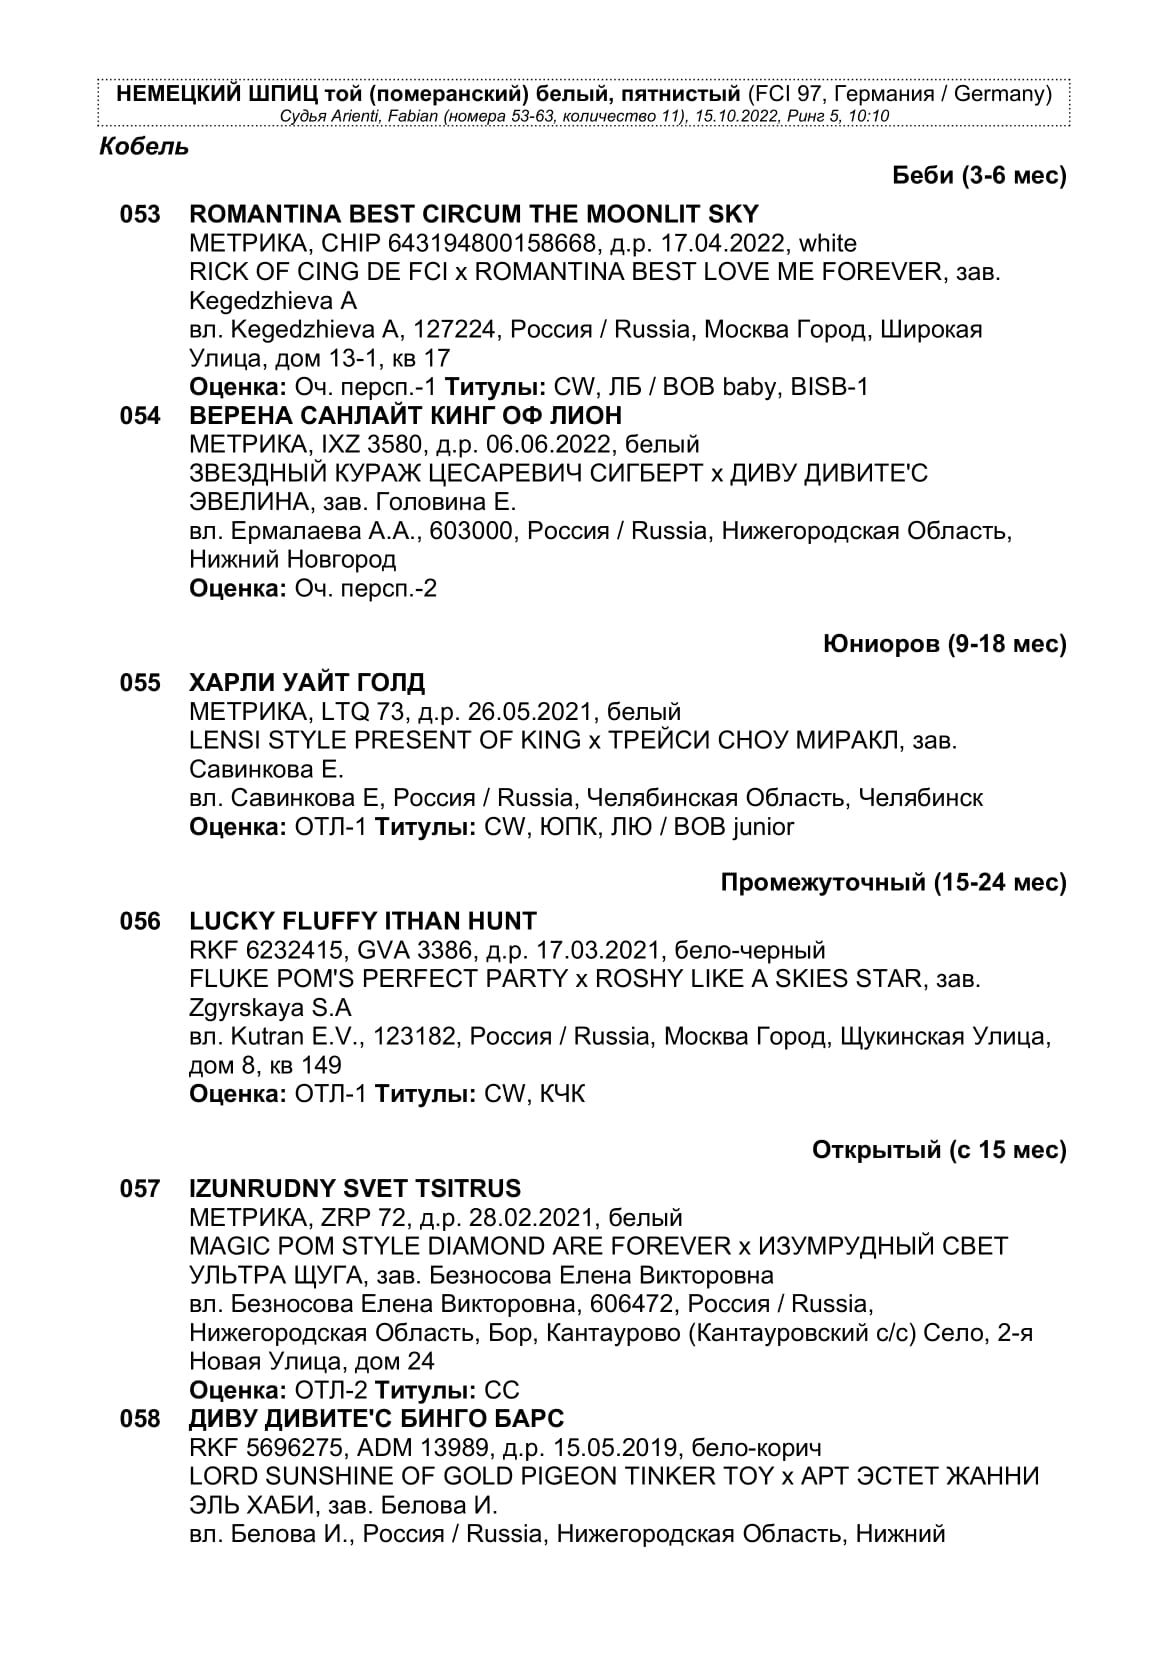 НЕМЕЦКИЙ ШПИЦ той (померанский) белый, пятнистый (FCI 97, Германия / Germany)
Судья Arienti, Fabian (номера 53-63, количество 11), 15.10.2022, Ринг 5, 10:10
Кобель
Беби (3-6 мес)
053 ROMANTINA BEST CIRCUM THE MOONLIT SKY
МЕТРИКА, CHIP 643194800158668, д.р. 17.04.2022, white
RICK OF CING DE FCI x ROMANTINA BEST LOVE ME FOREVER, зав.
Kegedzhieva A
вл. Kegedzhieva A, 127224, Россия / Russia, Москва Город, Широкая
Улица, дом 13-1, кв 17
Оценка: Оч. персп.-1 Титулы: CW, ЛБ / BOB baby, BISB-1
054 ВЕРЕНА САНЛАЙТ КИНГ ОФ ЛИОН
МЕТРИКА, IXZ 3580, д.р. 06.06.2022, белый
ЗВЕЗДНЫЙ КУРАЖ ЦЕСАРЕВИЧ СИГБЕРТ x ДИВУ ДИВИТЕ'С
ЭВЕЛИНА, зав. Головина Е.
вл. Ермалаева А.А., 603000, Россия / Russia, Нижегородская Область,
Нижний Новгород
Оценка: Оч. персп.-2
Юниоров (9-18 мес)
055 ХАРЛИ УАЙТ ГОЛД
МЕТРИКА, LTQ 73, д.р. 26.05.2021, белый
LENSI STYLE PRESENT OF KING x ТРЕЙСИ СНОУ МИРАКЛ, зав.
Савинкова Е.
вл. Савинкова Е, Россия / Russia, Челябинская Область, Челябинск
Оценка: ОТЛ-1 Титулы: CW, ЮПК, ЛЮ / BOB junior
Промежуточный (15-24 мес)
056 LUCKY FLUFFY ITHAN HUNT
RKF 6232415, GVA 3386, д.р. 17.03.2021, бело-черный
FLUKE POM'S PERFECT PARTY x ROSHY LIKE A SKIES STAR, зав.
Zgyrskaya S.A
вл. Kutran E.V., 123182, Россия / Russia, Москва Город, Щукинская Улица,
дом 8, кв 149
Оценка: ОТЛ-1 Титулы: CW, КЧК
Открытый (с 15 мес)
057 IZUNRUDNY SVET TSITRUS
МЕТРИКА, ZRP 72, д.р. 28.02.2021, белый
MAGIC POM STYLE DIAMOND ARE FOREVER x ИЗУМРУДНЫЙ СВЕТ
УЛЬТРА ЩУГА, зав. Безносова Елена Викторовна
вл. Безносова Елена Викторовна, 606472, Россия / Russia,
Нижегородская Область, Бор, Кантаурово (Кантауровский с/с) Село, 2-я
Новая Улица, дом 24
Оценка: ОТЛ-2 Титулы: СС
058 ДИВУ ДИВИТЕ'С БИНГО БАРС
RKF 5696275, ADM 13989, д.р. 15.05.2019, бело-корич
LORD SUNSHINE OF GOLD PIGEON TINKER TOY x АРТ ЭСТЕТ ЖАННИ
ЭЛЬ ХАБИ, зав. Белова И.
вл. Белова И., Россия / Russia, Нижегородская Область, Нижний